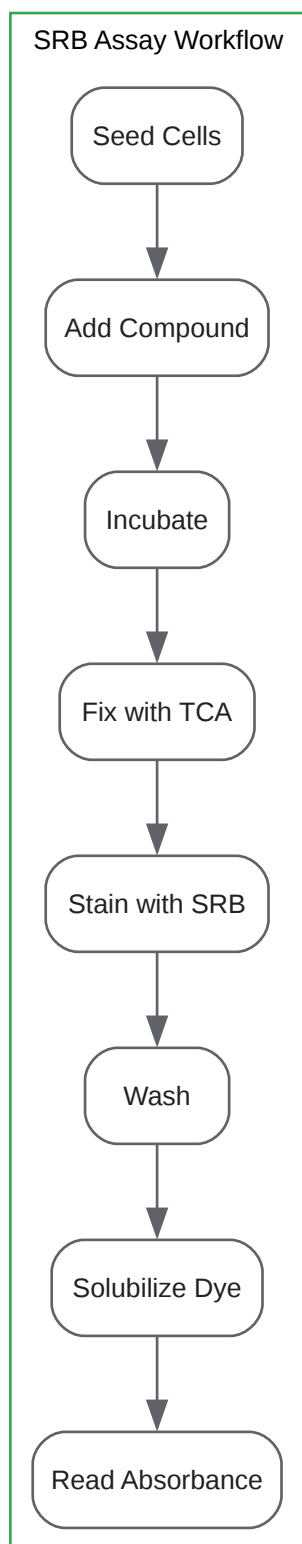 SRB Assay Workflow
Seed Cells
Add Compound
Incubate
Fix with TCA
Stain with SRB
Wash
Solubilize Dye
Read Absorbance